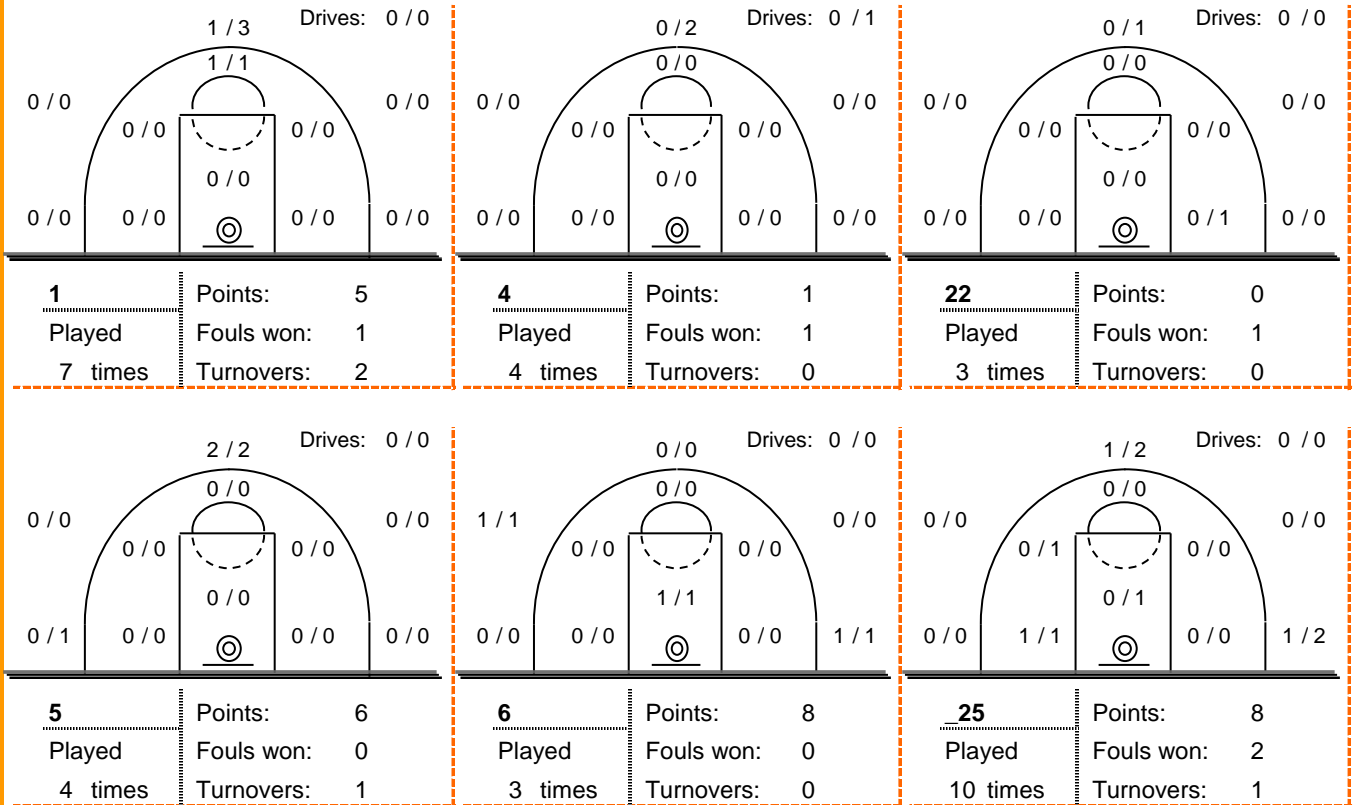 Drives: 0 / 0
1 / 3
1 / 1
0 / 0 0 / 0
0 / 0 0 / 0
0 / 0
0 / 0 0 / 0 0 / 0 0 / 0
1 Points: 5
Played Fouls won: 1
7 times Turnovers: 2
Drives: 0 / 1
0 / 2
0 / 0
0 / 0 0 / 0
0 / 0 0 / 0
0 / 0
0 / 0 0 / 0 0 / 0 0 / 0
4 Points: 1
Played Fouls won: 1
4 times Turnovers: 0
Drives: 0 / 0
0 / 1
0 / 0
0 / 0 0 / 0
0 / 0 0 / 0
0 / 0
0 / 0 0 / 0 0 / 1 0 / 0
22 Points: 0
Played Fouls won: 1
3 times Turnovers: 0
Drives: 0 / 0
2 / 2
0 / 0
0 / 0 0 / 0
0 / 0 0 / 0
0 / 0
0 / 1 0 / 0 0 / 0 0 / 0
5 Points: 6
Played Fouls won: 0
4 times Turnovers: 1
Drives: 0 / 0
0 / 0
0 / 0
1 / 1 0 / 0
0 / 0 0 / 0
1 / 1
0 / 0 0 / 0 0 / 0 1 / 1
6 Points: 8
Played Fouls won: 0
3 times Turnovers: 0
Drives: 0 / 0
1 / 2
0 / 0
0 / 0 0 / 0
0 / 1 0 / 0
0 / 1
0 / 0 1 / 1 0 / 0 1 / 2
_25 Points: 8
Played Fouls won: 2
10 times Turnovers: 1